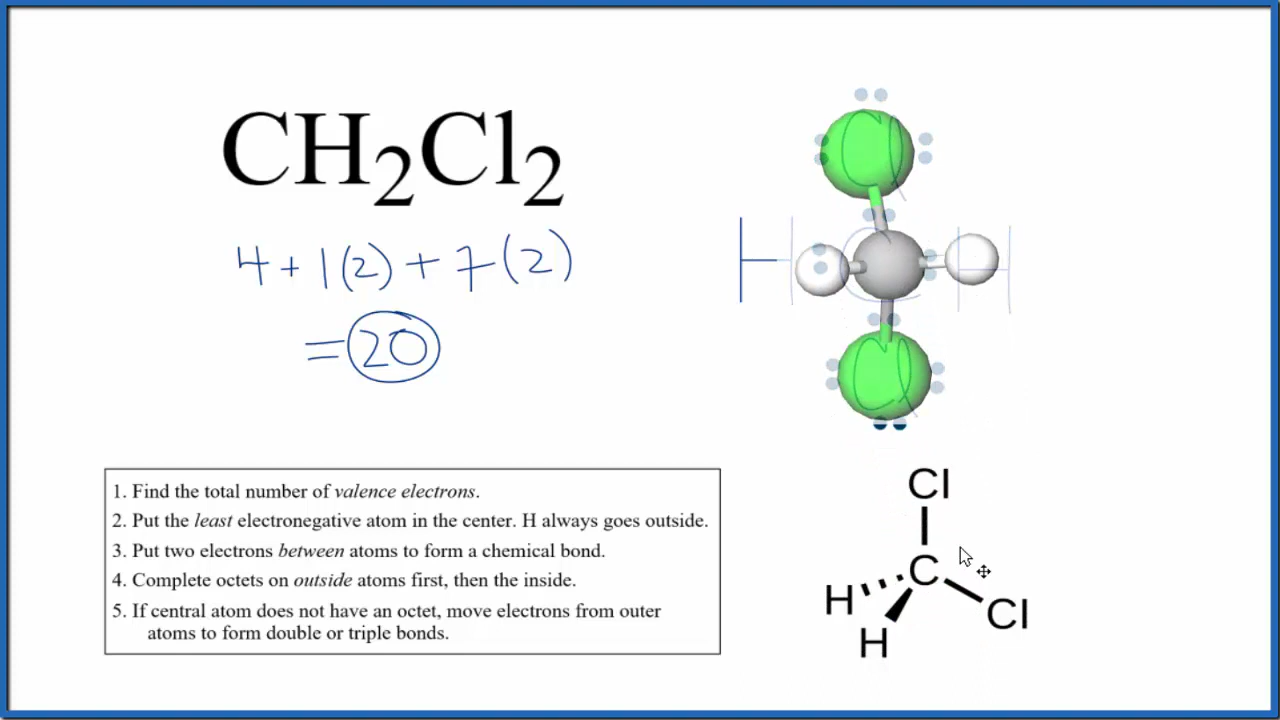 CH₂Cl₂
4 + 1(2) + 7(2)
= 20
Cl
H C H
Cl
1. Find the total number of valence electrons.
2. Put the least electronegative atom in the center. H always goes outside.
3. Put two electrons between atoms to form a chemical bond.
4. Complete octets on outside atoms first, then the inside.
5. If central atom does not have an octet, move electrons from outer
atoms to form double or triple bonds.
Cl
C
H
Cl
H